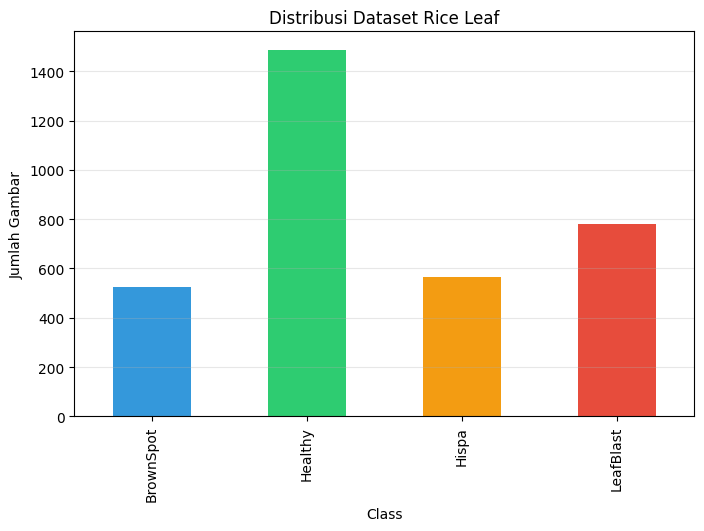 Distribusi Dataset Rice Leaf
Jumlah Gambar
1400
1200
1000
800
600
400
200
0
BrownSpot
Healthy
Hispa
LeafBlast
Class